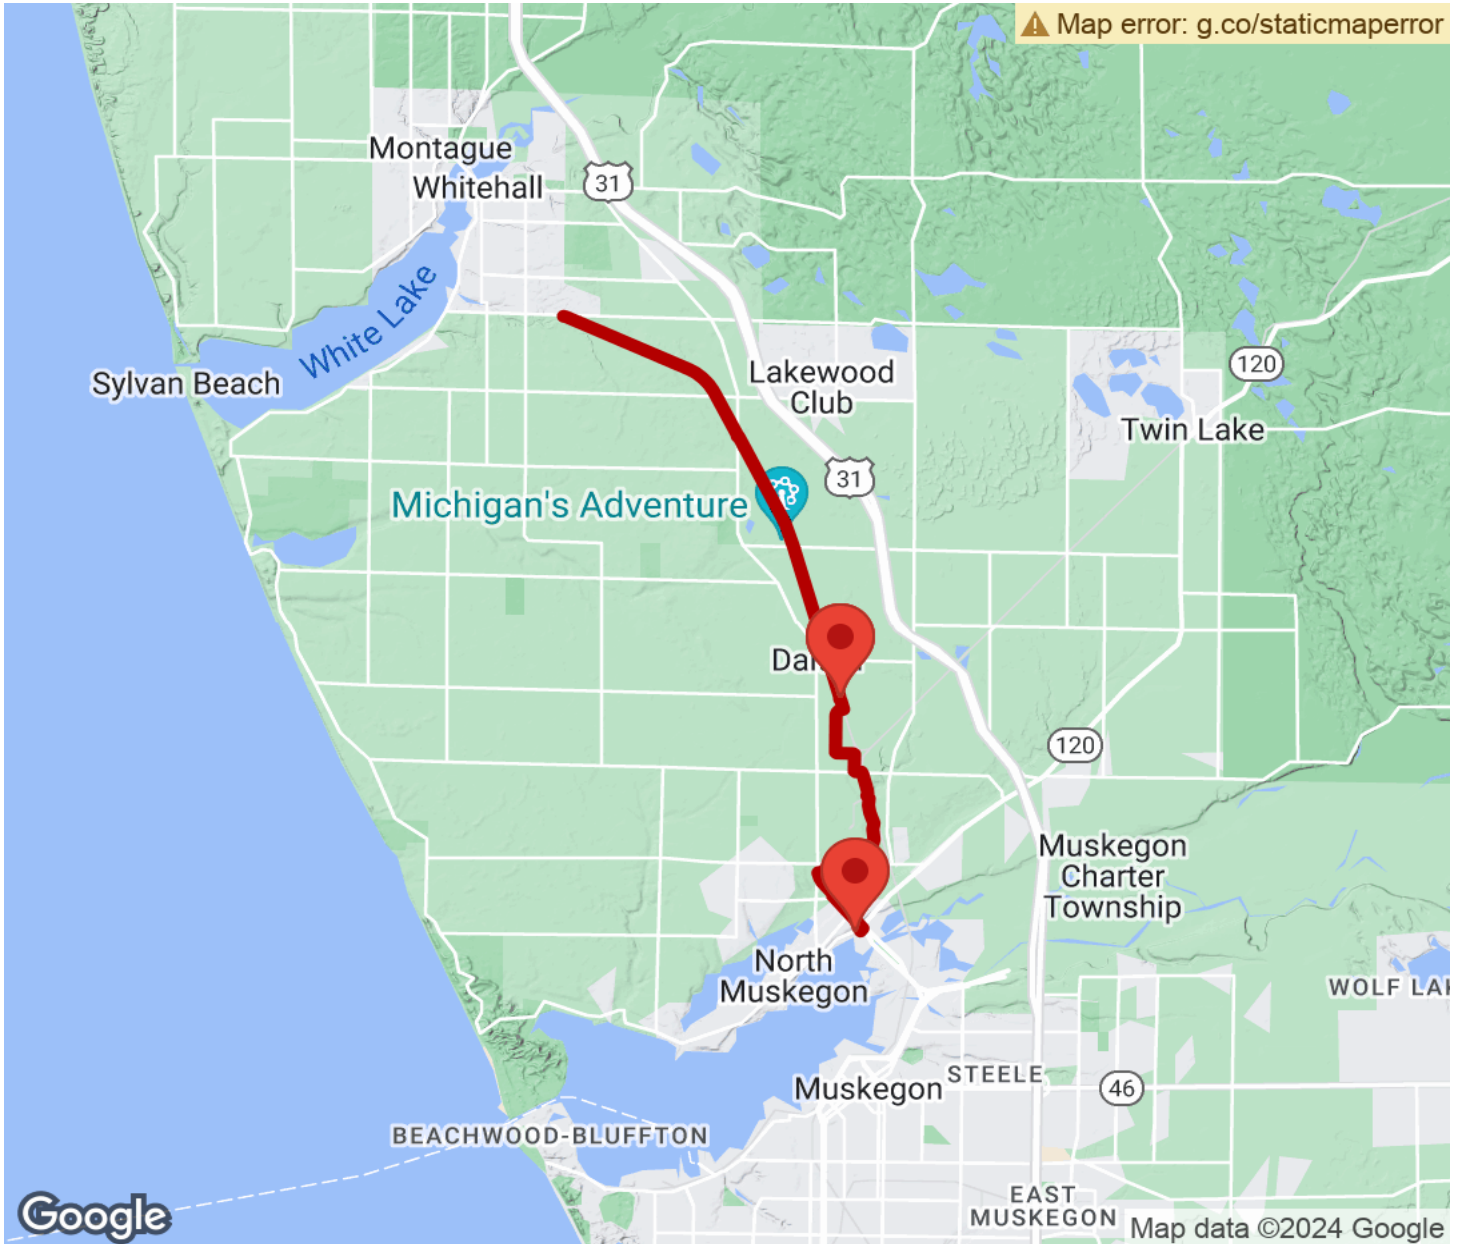 Map error: g.co/staticmaperror
Montague
Whitehall
31
White Lake
Sylvan Beach
Lakewood
Club
120
Twin Lake
31
Michigan's Adventure
120
Muskegon
Charter
Township
North
Muskegon
WOLF LAK
Muskegon
STEELE
46
BEACHWOOD-BLUFFTON
EAST
MUSKEGON
Google
Map data ©2024 Google